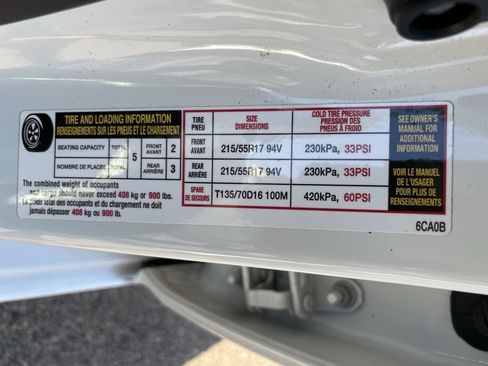 TIRE AND LOADING INFORMATION
RENSEIGNEMENTS SUR LES PNEUS ET LE CHARGEMENT
SEATING CAPACITY TOTAL 5 FRONT AVANT 2
NOMBRE DE PLACES TOTAL REAR ARRIÈRE 3
The combined weight of occupants
and cargo should never exceed 408 kg or 900 lbs.
Le poids total des occupants et du chargement ne doit
jamais dépasser 408 kg ou 900 lb.
TIRE PNEU SIZE DIMENSIONS COLD TIRE PRESSURE PRESSION DES PNEUS À FROID
FRONT AVANT 215/55R17 94V 230kPa, 33PSI
REAR ARRIÈRE 215/55R17 94V 230kPa, 33PSI
SPARE DE SECOURS T135/70D16 100M 420kPa, 60PSI
SEE OWNER'S
MANUAL FOR
ADDITIONAL
INFORMATION
VOIR LE MANUEL
DE L'USAGER
POUR PLUS DE
RENSEIGNEMENTS
6CA0B